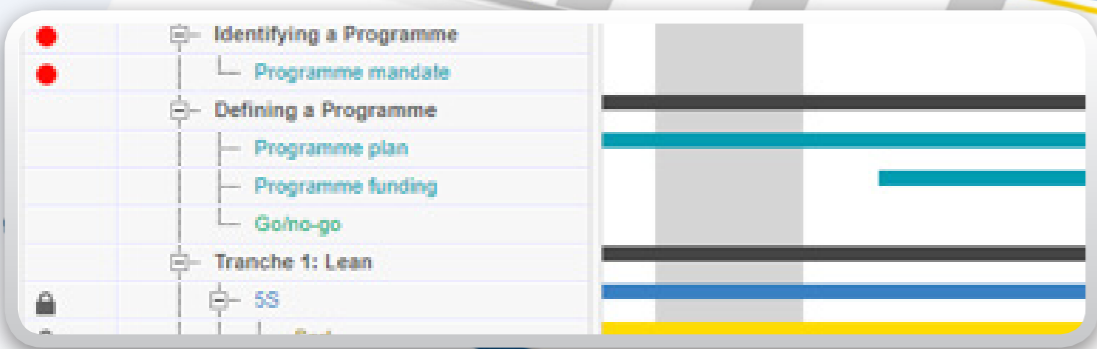 Identifying a Programme
Programme mandate
Defining a Programme
Programme plan
Programme funding
Go/no-go
Tranche 1: Lean
5S